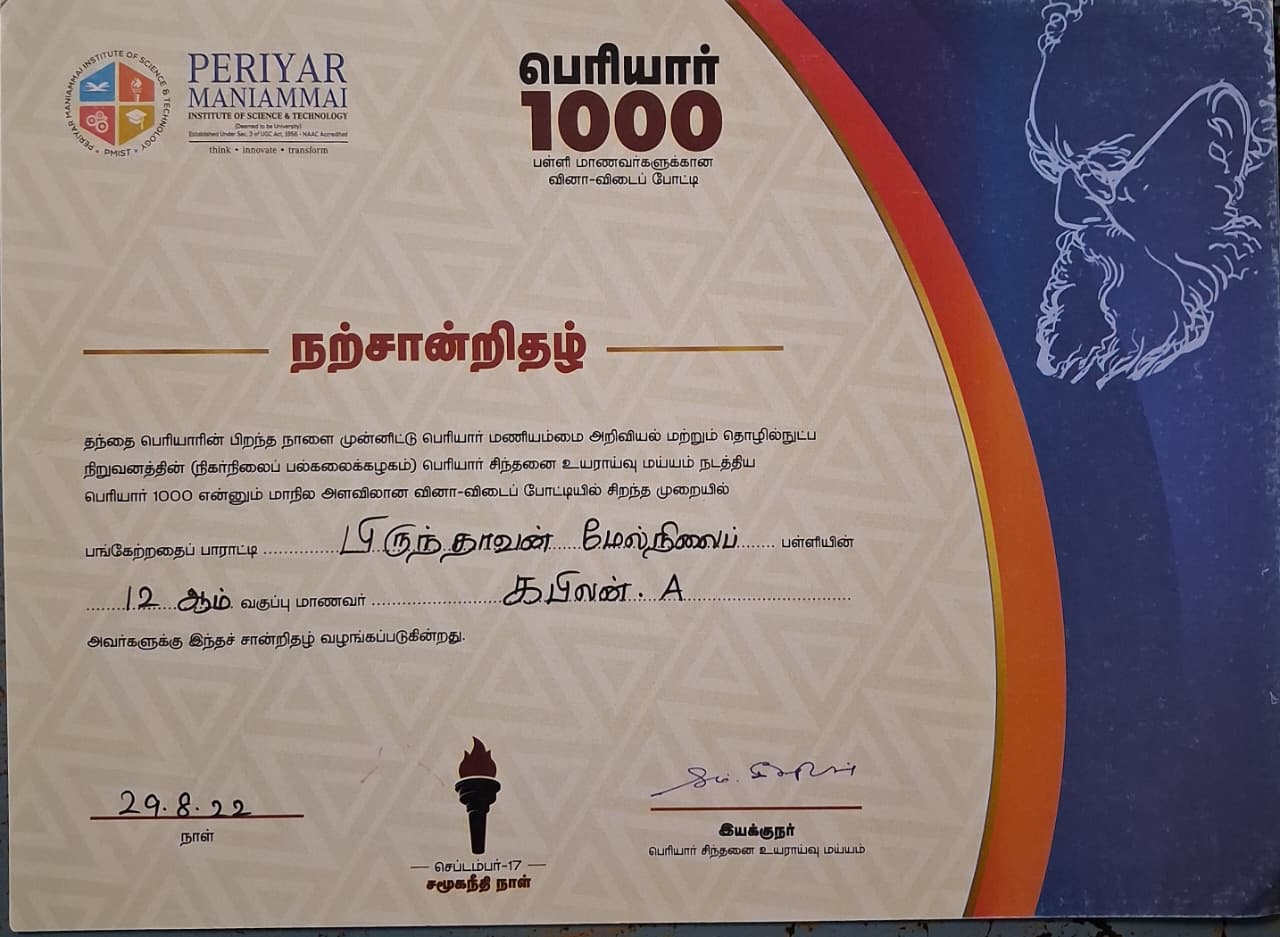 PERIYAR MANIAMMAI INSTITUTE OF SCIENCE & TECHNOLOGY
• PMIST •
PERIYAR
MANIAMMAI
INSTITUTE OF SCIENCE & TECHNOLOGY
(Deemed to be University)
Established Under Sec. 3 of UGC Act, 1956 - NAAC Accredited
think • innovate • transform
பெரியார்
1000
பள்ளி மாணவர்களுக்கான
வினா-விடைப் போட்டி
நற்சான்றிதழ்
தந்தை பெரியாரின் பிறந்த நாளை முன்னிட்டு பெரியார் மணியம்மை அறிவியல் மற்றும் தொழில்நுட்ப
நிறுவனத்தின் (நிகர்நிலைப் பல்கலைக்கழகம்) பெரியார் சிந்தனை உயராய்வு மய்யம் நடத்திய
பெரியார் 1000 என்னும் மாநில அளவிலான வினா-விடைப் போட்டியில் சிறந்த முறையில்
பங்கேற்றதைப் பாராட்டி பிருந்தாவன் மேல்நிலைப் பள்ளியின்
12 ஆம் வகுப்பு மாணவர் கபிலன். A
அவர்களுக்கு இந்தச் சான்றிதழ் வழங்கப்படுகின்றது.
29.8.22
நாள்
செப்டம்பர்-17
சமூகநீதி நாள்
இயக்குநர்
பெரியார் சிந்தனை உயராய்வு மய்யம்